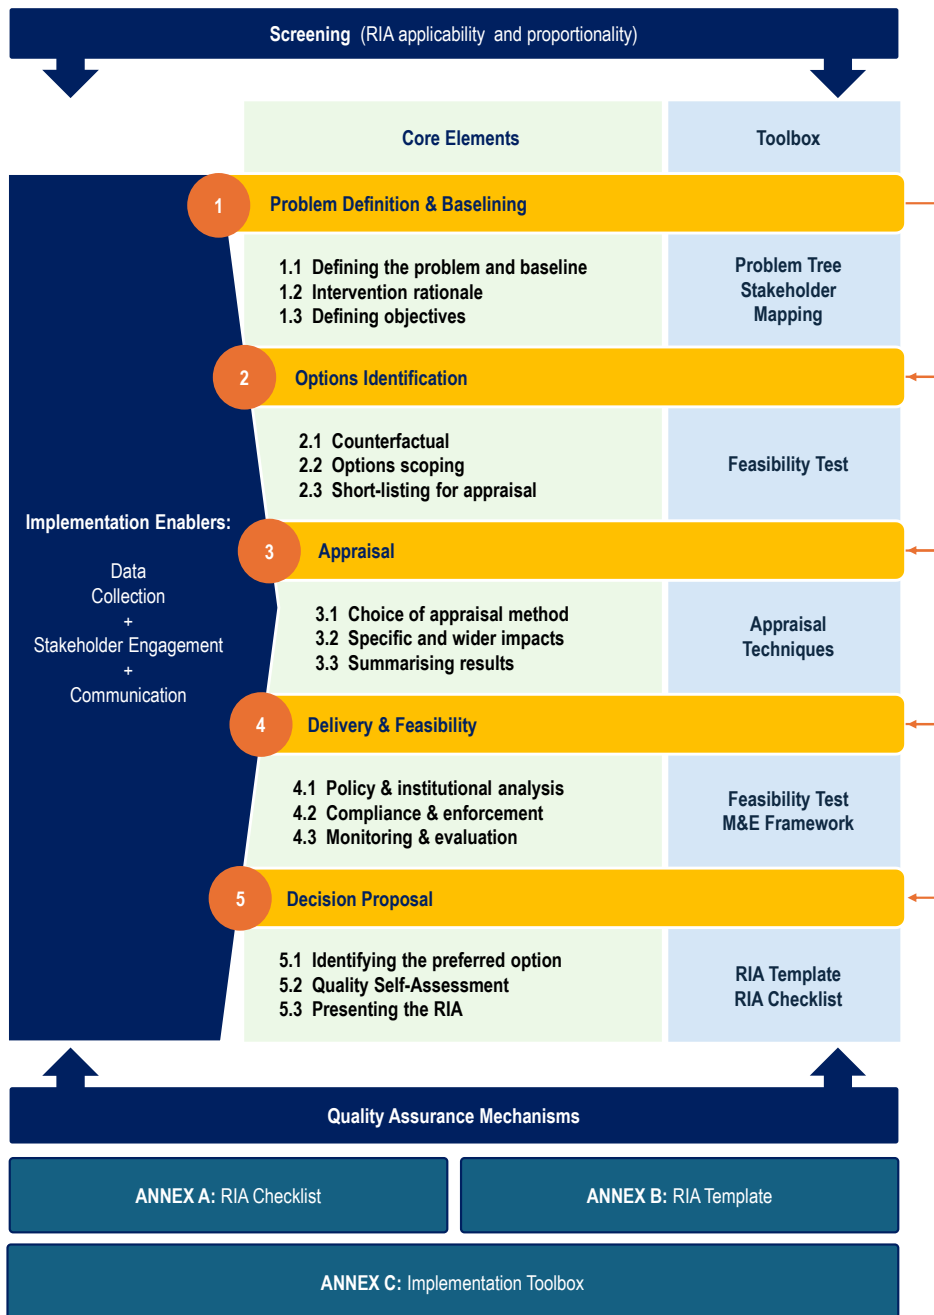 Screening (RIA applicability and proportionality)
Core Elements
Toolbox
1
Problem Definition & Baselining
1.1 Defining the problem and baseline
1.2 Intervention rationale
1.3 Defining objectives
Problem Tree
Stakeholder
Mapping
2
Options Identification
2.1 Counterfactual
2.2 Options scoping
2.3 Short-listing for appraisal
Feasibility Test
Implementation Enablers:
Data
Collection
+
Stakeholder Engagement
+
Communication
3
Appraisal
3.1 Choice of appraisal method
3.2 Specific and wider impacts
3.3 Summarising results
Appraisal
Techniques
4
Delivery & Feasibility
4.1 Policy & institutional analysis
4.2 Compliance & enforcement
4.3 Monitoring & evaluation
Feasibility Test
M&E Framework
5
Decision Proposal
5.1 Identifying the preferred option
5.2 Quality Self-Assessment
5.3 Presenting the RIA
RIA Template
RIA Checklist
Quality Assurance Mechanisms
ANNEX A: RIA Checklist
ANNEX B: RIA Template
ANNEX C: Implementation Toolbox